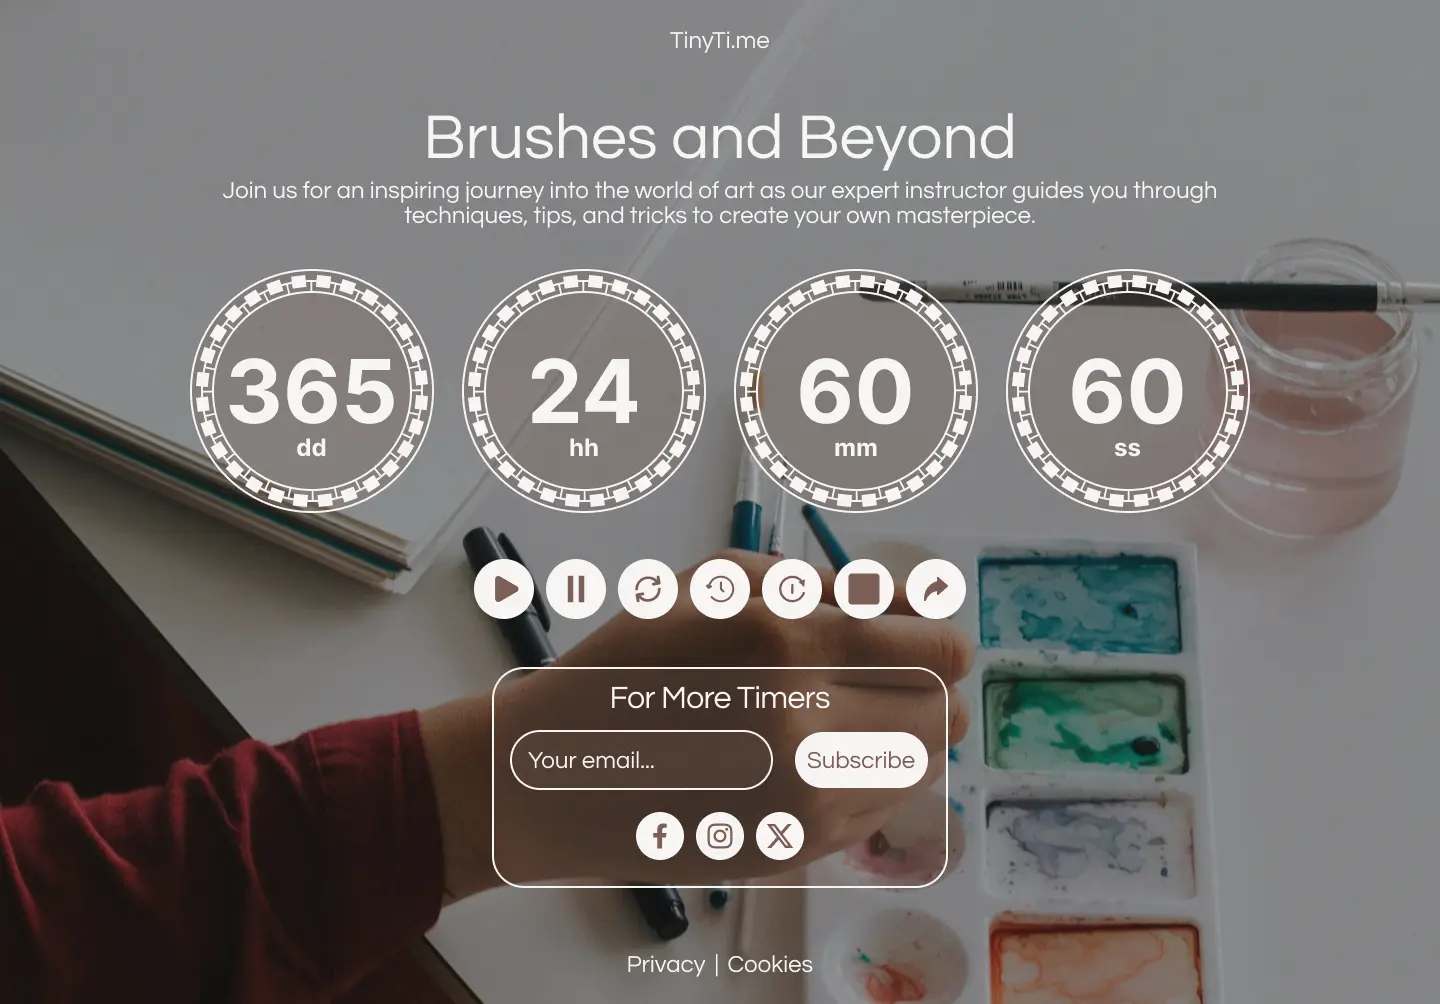 TinyTi.me
Brushes and Beyond
Join us for an inspiring journey into the world of art as our expert instructor guides you through
techniques, tips, and tricks to create your own masterpiece.
365
dd
24
hh
60
mm
60
ss
For More Timers
Your email...
Subscribe
Privacy | Cookies